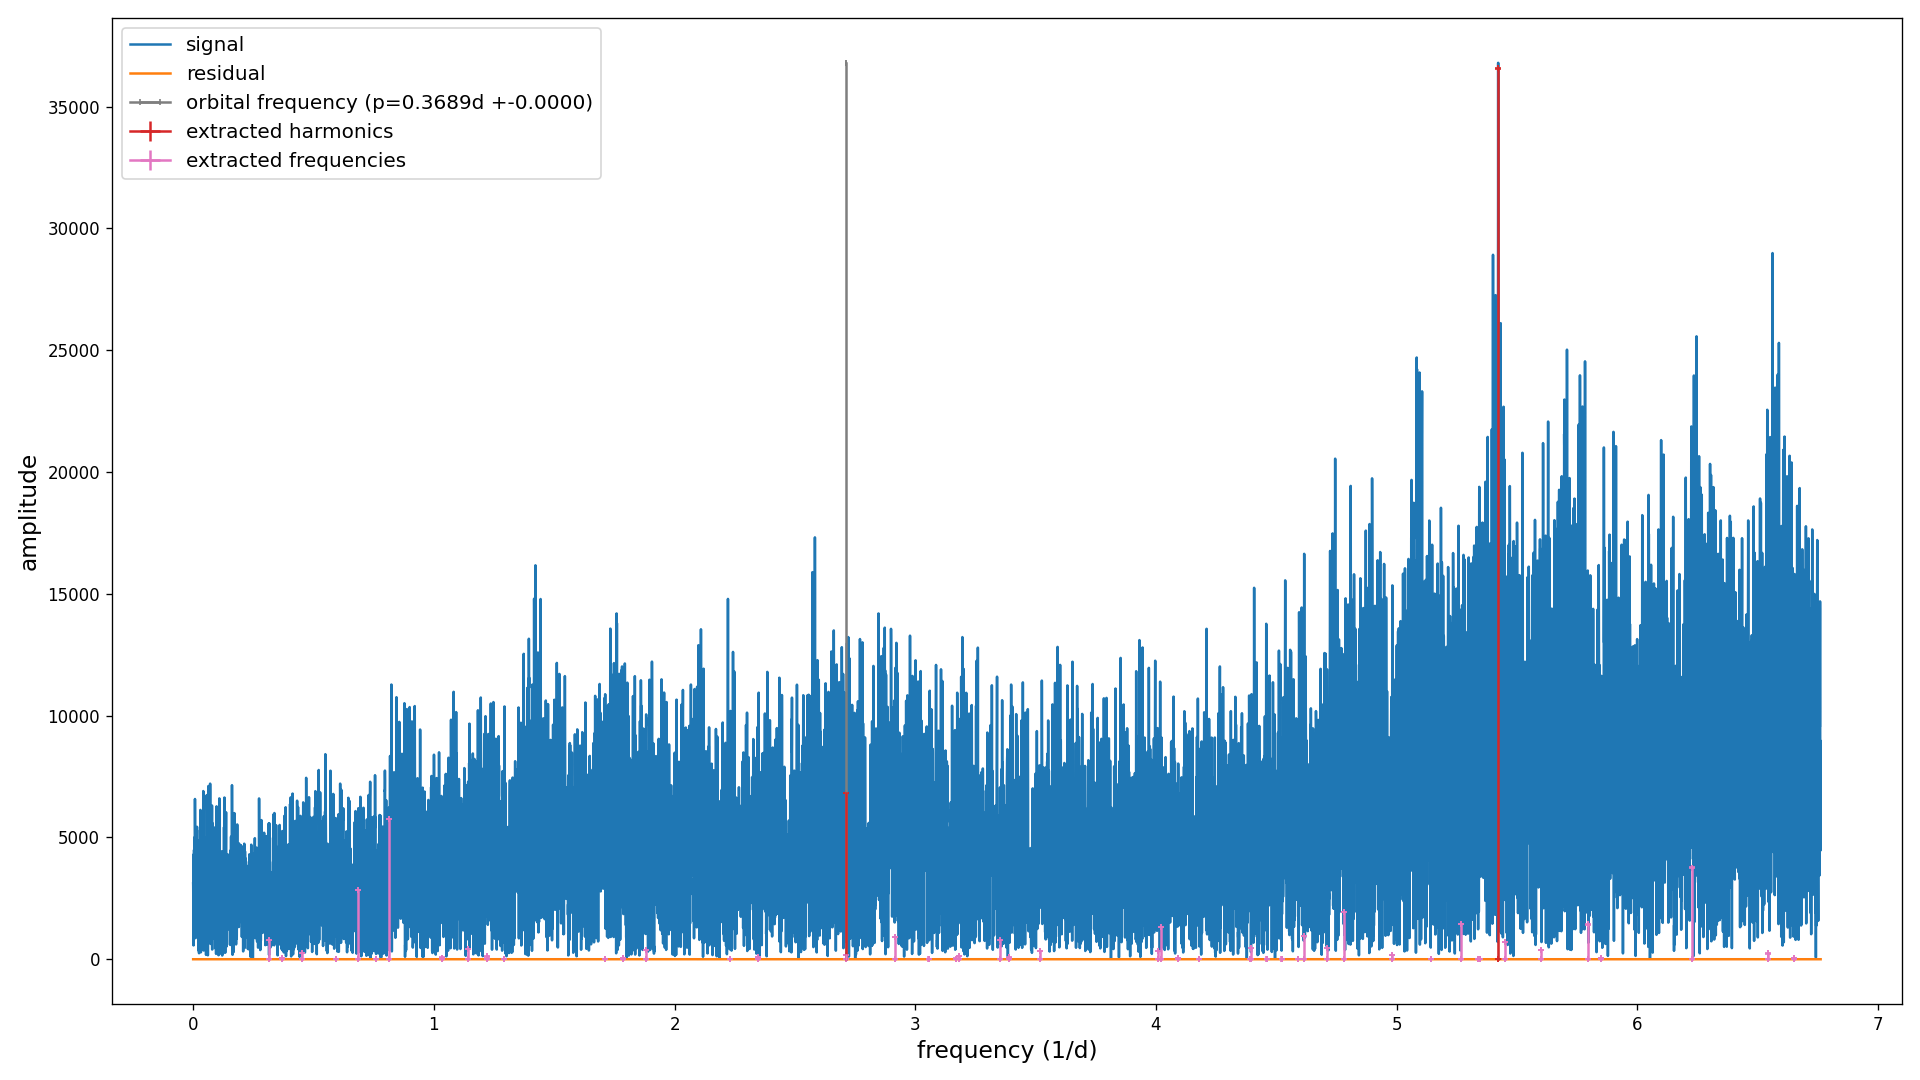 signal
residual
orbital frequency (p=0.3689d +-0.0000)
extracted harmonics
extracted frequencies
35000
30000
25000
20000
15000
10000
5000
0
amplitude
0 1 2 3 4 5 6 7
frequency (1/d)